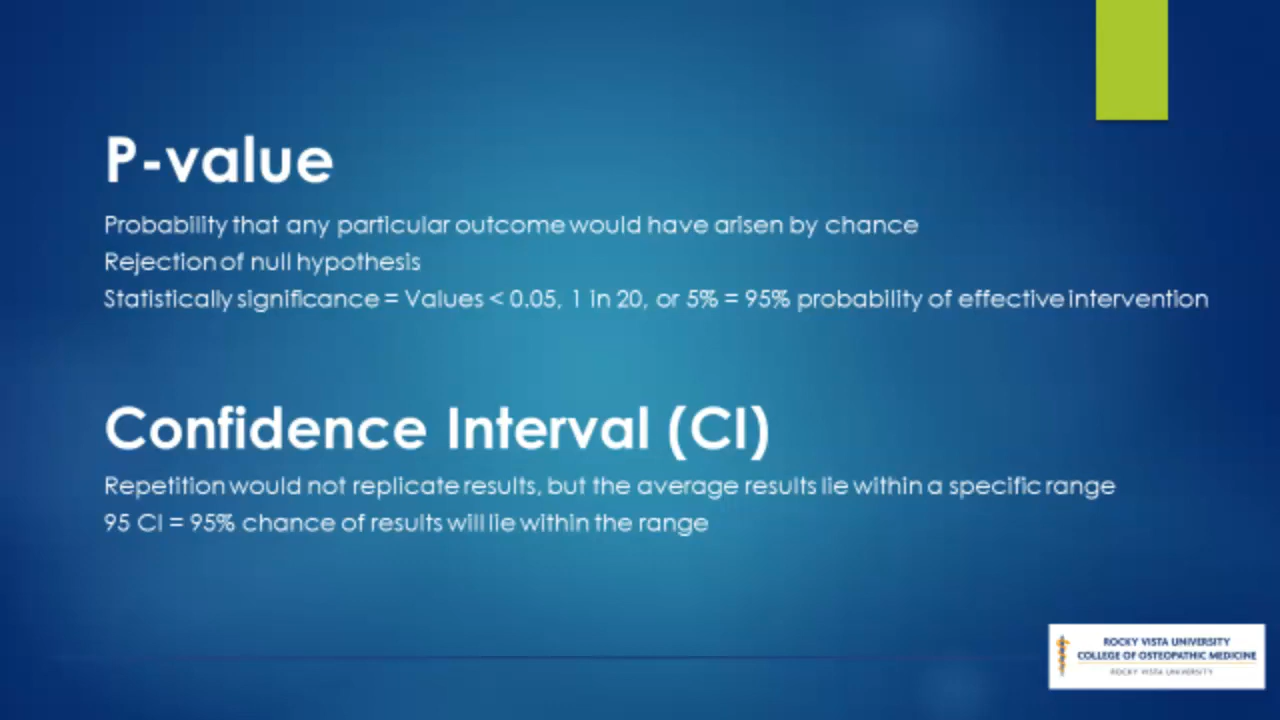 P-value
Probability that any particular outcome would have arisen by chance
Rejection of null hypothesis
Statistically significance = Values < 0.05, 1 in 20, or 5% = 95% probability of effective intervention
Confidence Interval (CI)
Repetition would not replicate results, but the average results lie within a specific range
95 CI = 95% chance of results will lie within the range
ROCKY VISTA UNIVERSITY
COLLEGE OF OSTEOPATHIC MEDICINE
ROCKY VISTA UNIVERSITY